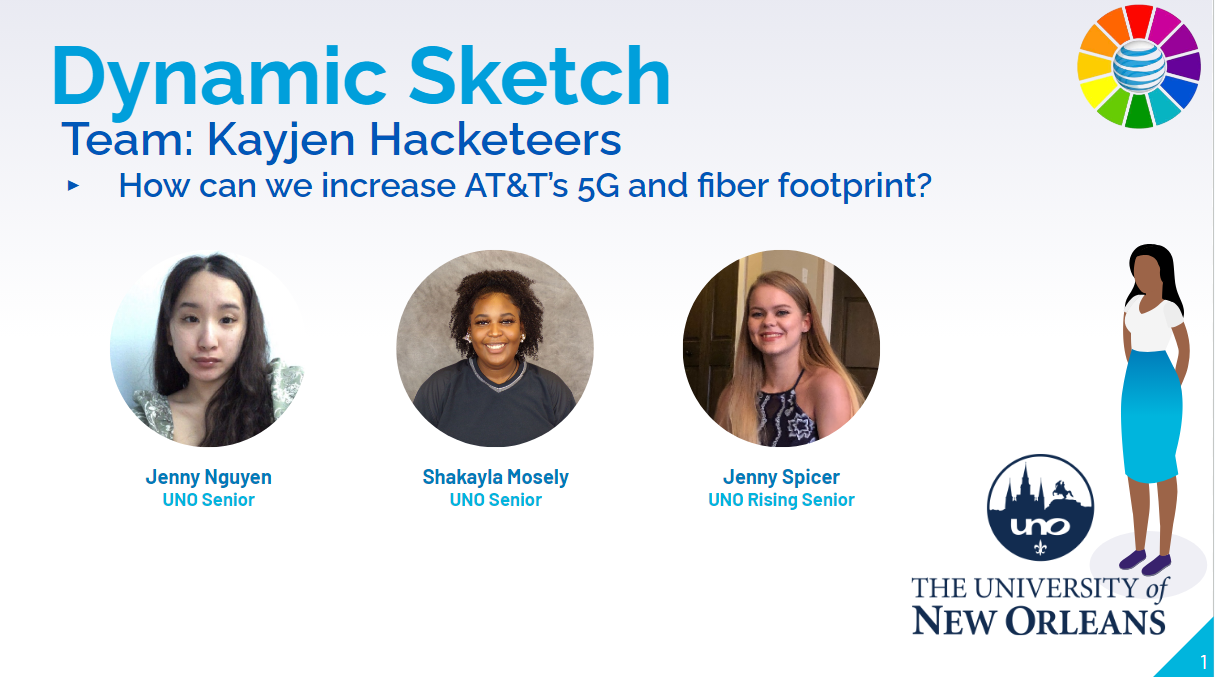 Dynamic Sketch
Team: Kayjen Hacketeers
How can we increase AT&T’s 5G and fiber footprint?
Jenny Nguyen
UNO Senior
Shakayla Mosely
UNO Senior
Jenny Spicer
UNO Rising Senior
uno
THE UNIVERSITY of
NEW ORLEANS
1